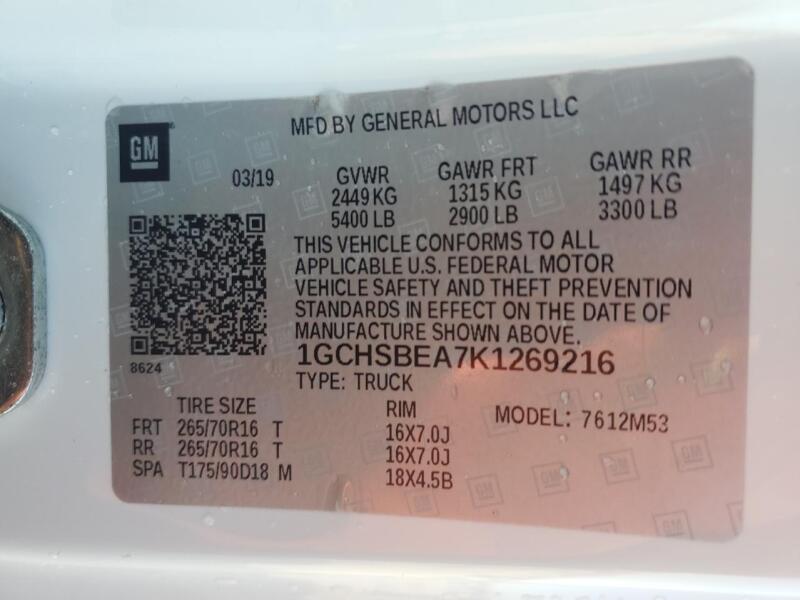 MFD BY GENERAL MOTORS LLC
GM
03/19 GVWR GAWR FRT GAWR RR
2449 KG 1315 KG 1497 KG
5400 LB 2900 LB 3300 LB
THIS VEHICLE CONFORMS TO ALL
APPLICABLE U.S. FEDERAL MOTOR
VEHICLE SAFETY AND THEFT PREVENTION
STANDARDS IN EFFECT ON THE DATE OF
MANUFACTURE SHOWN ABOVE.
8624
1GCHSBEA7K1269216
TYPE: TRUCK
TIRE SIZE RIM MODEL: 7612M53
FRT 265/70R16 T 16X7.0J
RR 265/70R16 T 16X7.0J
SPA T175/90D18 M 18X4.5B